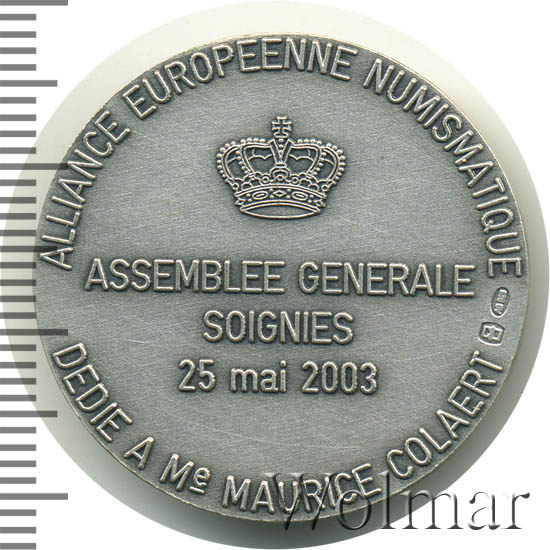 ALLIANCE EUROPEENNE NUMISMATIQUE
ASSEMBLEE GENERALE
SOIGNIES
25 mai 2003
DEDIE A Me MAURICE COLAERT
Wolmar